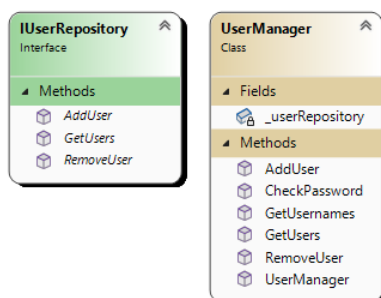 IUserRepository
Interface
Methods
AddUser
GetUsers
RemoveUser
UserManager
Class
Fields
_userRepository
Methods
AddUser
CheckPassword
GetUsernames
GetUsers
RemoveUser
UserManager